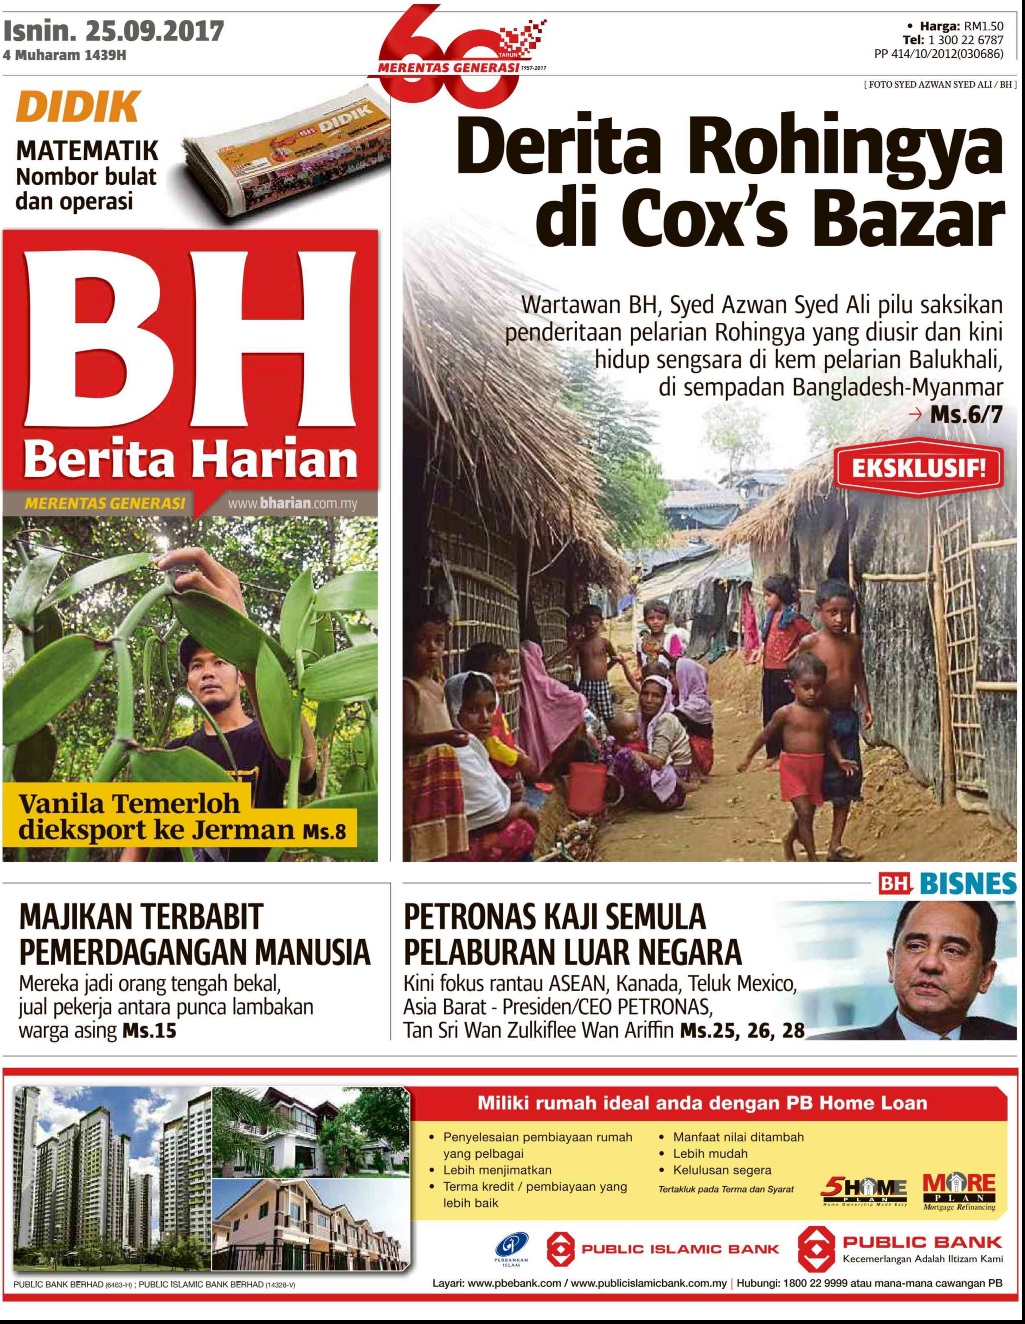 Isnin. 25.09.2017
4 Muharam 1439H
60
TAHUN
MERENTAS GENERASI 1957-2017
• Harga: RM1.50
Tel: 1 300 22 6787
PP 414/10/2012(030686)
[ FOTO SYED AZWAN SYED ALI / BH ]
DIDIK
MATEMATIK
Nombor bulat
dan operasi
BH DIDIK
BH
Berita Harian
MERENTAS GENERASI
www.bharian.com.my
Derita Rohingya
di Cox's Bazar
Wartawan BH, Syed Azwan Syed Ali pilu saksikan
penderitaan pelarian Rohingya yang diusir dan kini
hidup sengsara di kem pelarian Balukhali,
di sempadan Bangladesh-Myanmar
→ Ms.6/7
EKSKLUSIF!
Vanila Temerloh
dieksport ke Jerman Ms.8
MAJIKAN TERBABIT
PEMERDAGANGAN MANUSIA
Mereka jadi orang tengah bekal,
jual pekerja antara punca lambakan
warga asing Ms.15
BH BISNES
PETRONAS KAJI SEMULA
PELABURAN LUAR NEGARA
Kini fokus rantau ASEAN, Kanada, Teluk Mexico,
Asia Barat - Presiden/CEO PETRONAS,
Tan Sri Wan Zulkiflee Wan Ariffin Ms.25, 26, 28
Miliki rumah ideal anda dengan PB Home Loan
• Penyelesaian pembiayaan rumah
yang pelbagai
• Lebih menjimatkan
• Terma kredit / pembiayaan yang
lebih baik
• Manfaat nilai ditambah
• Lebih mudah
• Kelulusan segera
Tertakluk pada Terma dan Syarat
5HOME
PLAN
Home Ownership Made Easy
MORE
PLAN
Mortgage Refinancing
PERBANKAN
ISLAM
PUBLIC ISLAMIC BANK
PUBLIC BANK
Kecemerlangan Adalah Iltizam Kami
PUBLIC BANK BERHAD (6463-H) ; PUBLIC ISLAMIC BANK BERHAD (14328-V)
Layari: www.pbebank.com / www.publicislamicbank.com.my | Hubungi: 1800 22 9999 atau mana-mana cawangan PB